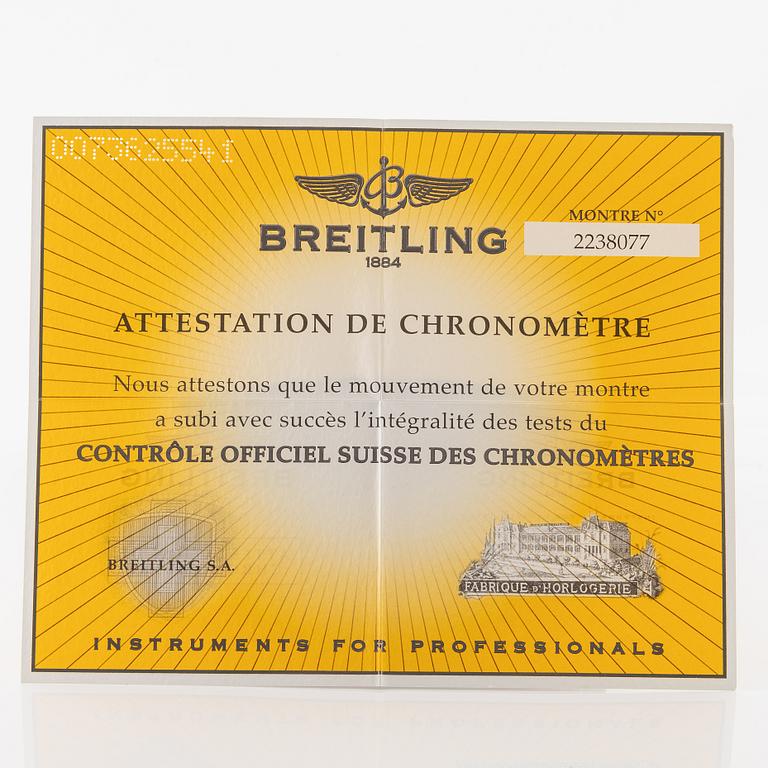 0073625541
B
BREITLING
1884
MONTRE N°
2238077
ATTESTATION DE CHRONOMÈTRE
Nous attestons que le mouvement de votre montre
a subi avec succès l'intégralité des tests du
CONTRÔLE OFFICIEL SUISSE DES CHRONOMÈTRES
BREITLING S.A.
FABRIQUE D'HORLOGERIE
INSTRUMENTS FOR PROFESSIONALS